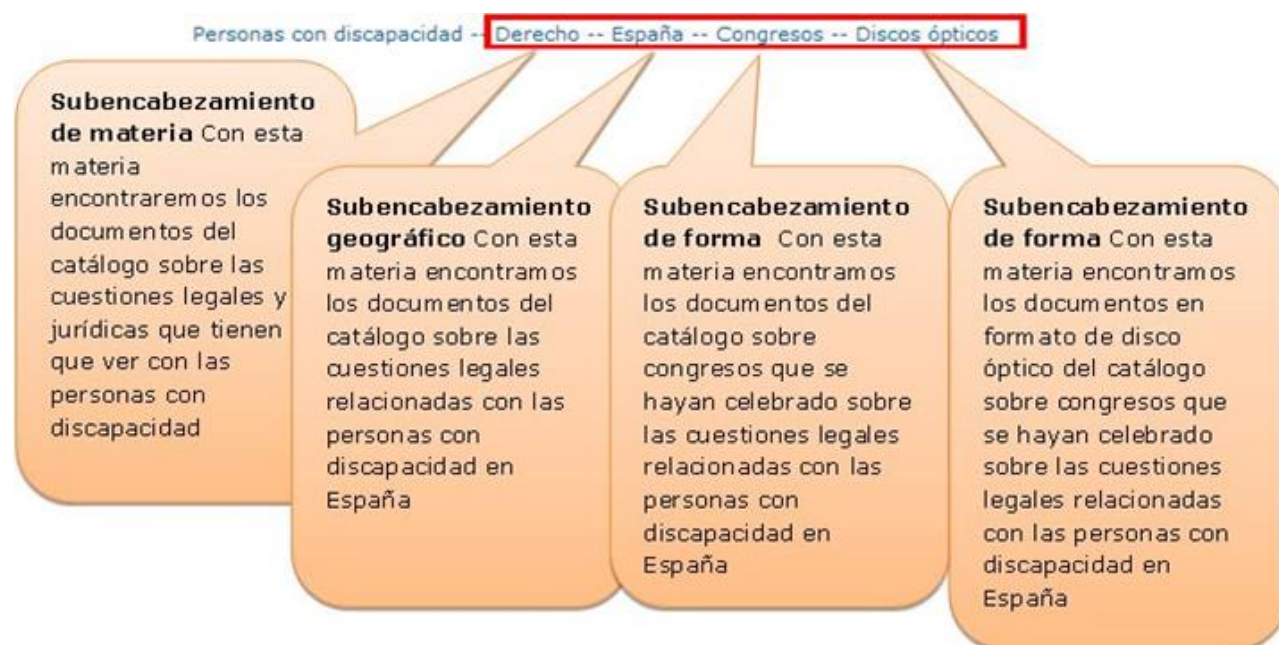 Personas con discapacidad -- Derecho -- España -- Congresos -- Discos ópticos
Subencabezamiento
de materia Con esta
materia
encontraremos los
documentos del
catálogo sobre las
cuestiones legales y
jurídicas que tienen
que ver con las
personas con
discapacidad
Subencabezamiento
geográfico Con esta
materia encontramos
los documentos del
catálogo sobre las
cuestiones legales
relacionadas con las
personas con
discapacidad en
España
Subencabezamiento
de forma Con esta
materia encontramos
los documentos del
catálogo sobre
congresos que se
hayan celebrado sobre
las cuestiones legales
relacionadas con las
personas con
discapacidad en
España
Subencabezamiento
de forma Con esta
materia encontramos
los documentos en
formato de disco
óptico del catálogo
sobre congresos que
se hayan celebrado
sobre las cuestiones
legales relacionadas
con las personas con
discapacidad en
España